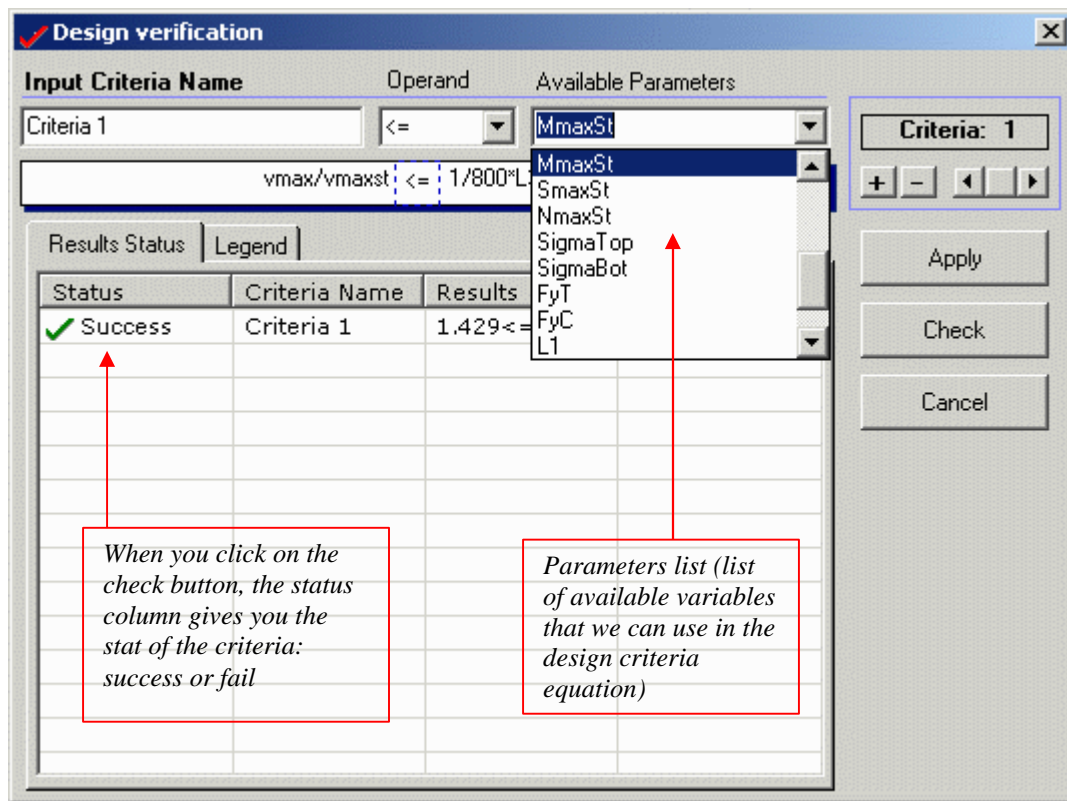 Design verification
Input Criteria Name Operand Available Parameters
Criteria 1 <= MmaxSt
Criteria: 1
vmax/vmaxst <= 1/800*L
+ -
MmaxSt
SmaxSt
NmaxSt
SigmaTop
SigmaBot
FyT
FyC
L1
Results Status Legend
Status Criteria Name Results
Success Criteria 1 1.429<=
Apply
Check
Cancel
When you click on the
check button, the status
column gives you the
stat of the criteria:
success or fail
Parameters list (list
of available variables
that we can use in the
design criteria
equation)